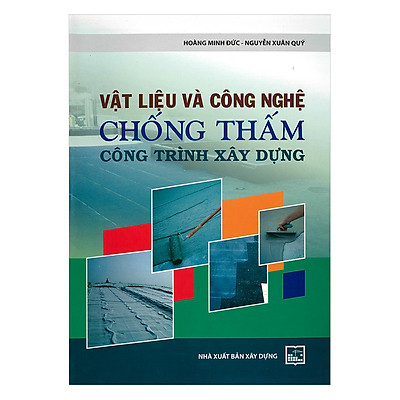 HOÀNG MINH ĐỨC - NGUYỄN XUÂN QUÝ
VẬT LIỆU VÀ CÔNG NGHỆ
CHỐNG THẤM
CÔNG TRÌNH XÂY DỰNG
NHÀ XUẤT BẢN XÂY DỰNG